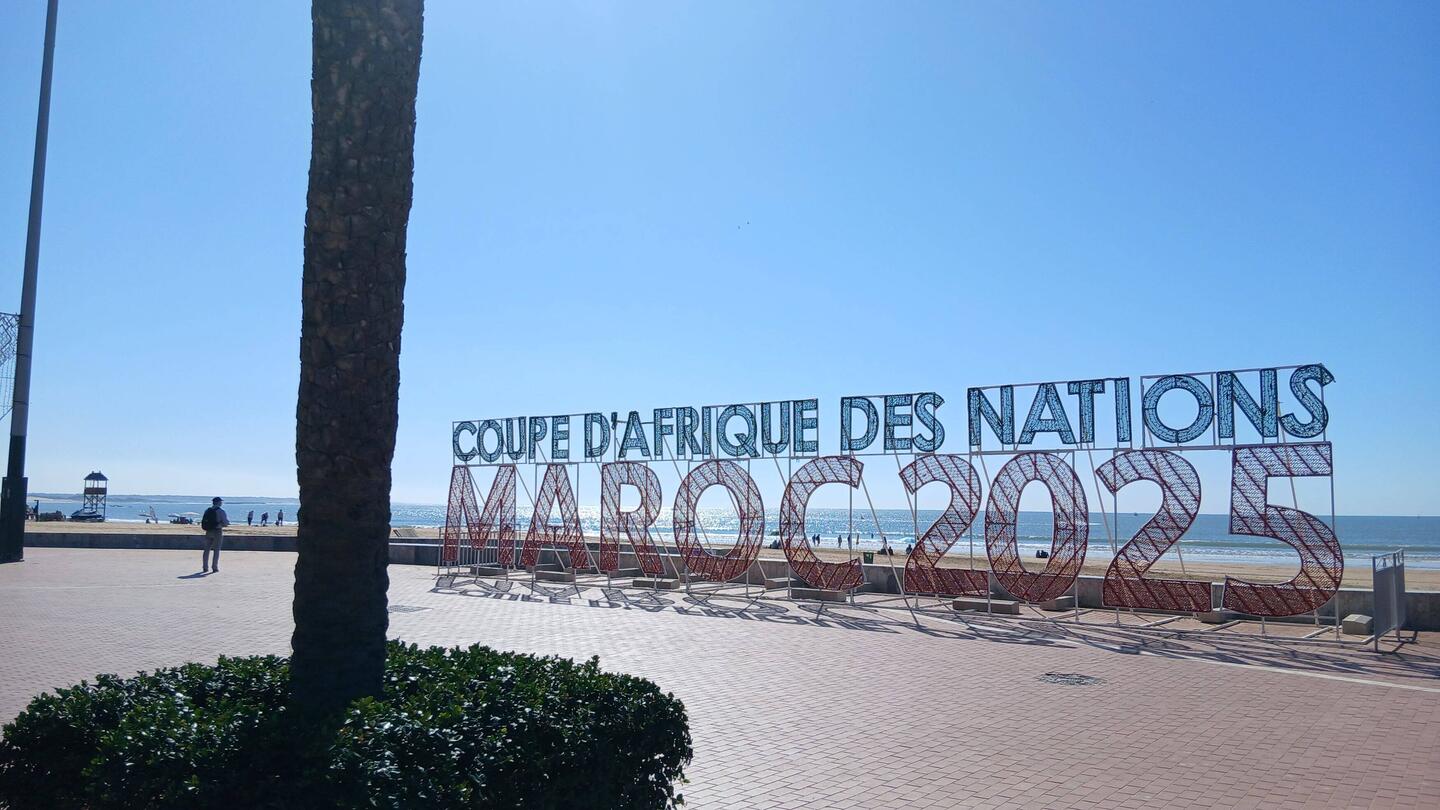 COUPE D'AFRIQUE DES NATIONS
MAROC2025